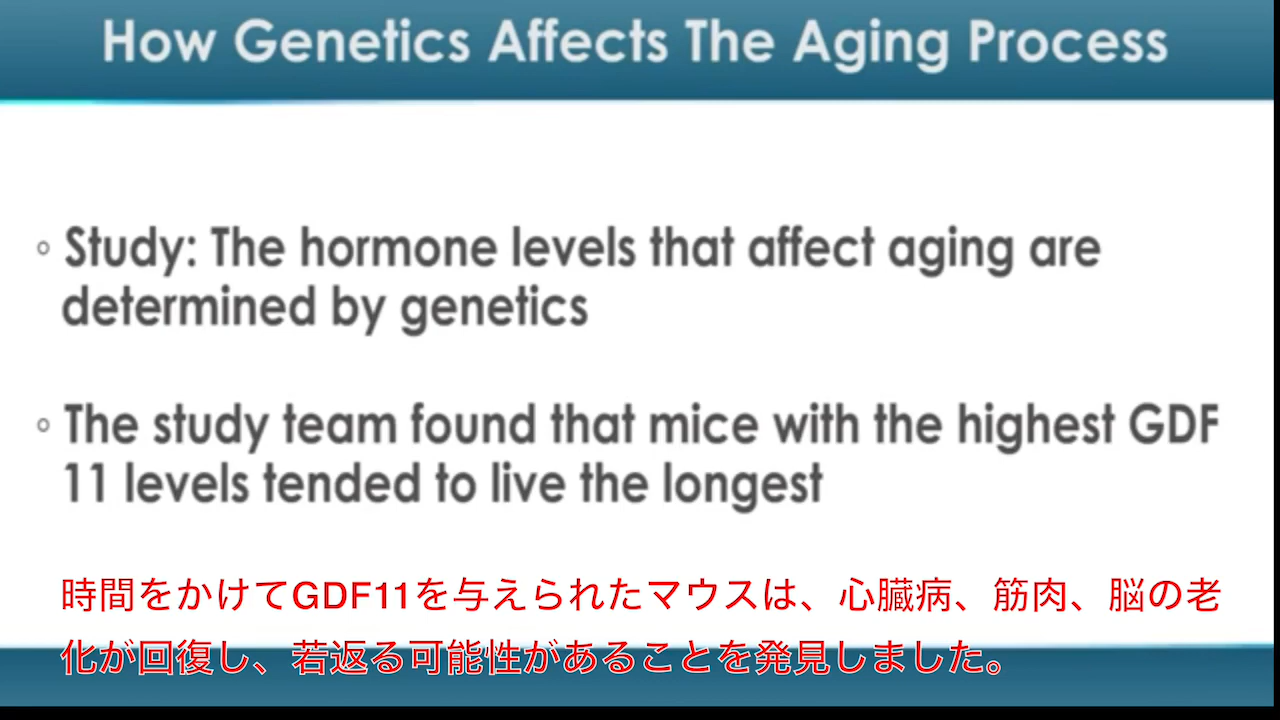 How Genetics Affects The Aging Process
◦ Study: The hormone levels that affect aging are
determined by genetics
◦ The study team found that mice with the highest GDF
11 levels tended to live the longest
時間をかけてGDF11を与えられたマウスは、心臓病、筋肉、脳の老
化が回復し、若返る可能性があることを発見しました。